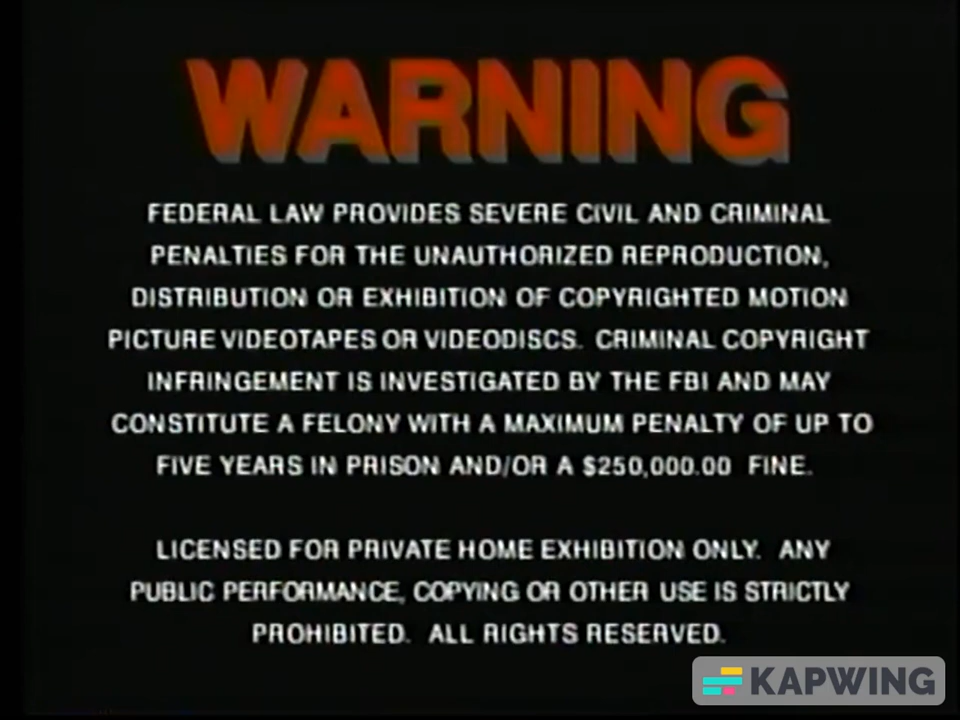 WARNING
FEDERAL LAW PROVIDES SEVERE CIVIL AND CRIMINAL
PENALTIES FOR THE UNAUTHORIZED REPRODUCTION,
DISTRIBUTION OR EXHIBITION OF COPYRIGHTED MOTION
PICTURE VIDEOTAPES OR VIDEODISCS. CRIMINAL COPYRIGHT
INFRINGEMENT IS INVESTIGATED BY THE FBI AND MAY
CONSTITUTE A FELONY WITH A MAXIMUM PENALTY OF UP TO
FIVE YEARS IN PRISON AND/OR A $250,000.00 FINE.
LICENSED FOR PRIVATE HOME EXHIBITION ONLY. ANY
PUBLIC PERFORMANCE, COPYING OR OTHER USE IS STRICTLY
PROHIBITED. ALL RIGHTS RESERVED.
KAPWING